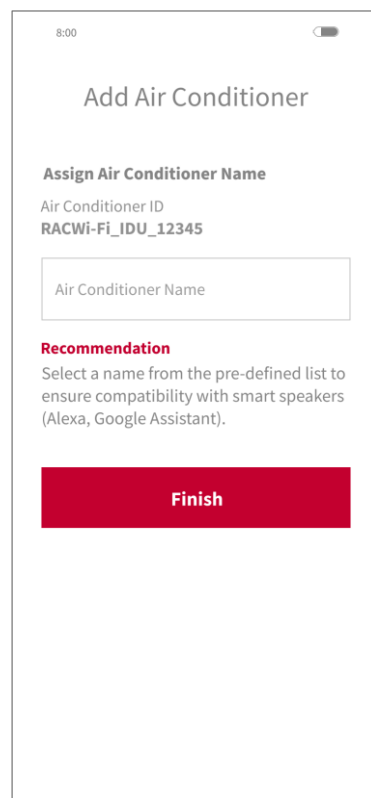 8:00
Add Air Conditioner
Assign Air Conditioner Name
Air Conditioner ID
RACWi-Fi_IDU_12345
Air Conditioner Name
Recommendation
Select a name from the pre-defined list to
ensure compatibility with smart speakers
(Alexa, Google Assistant).
Finish